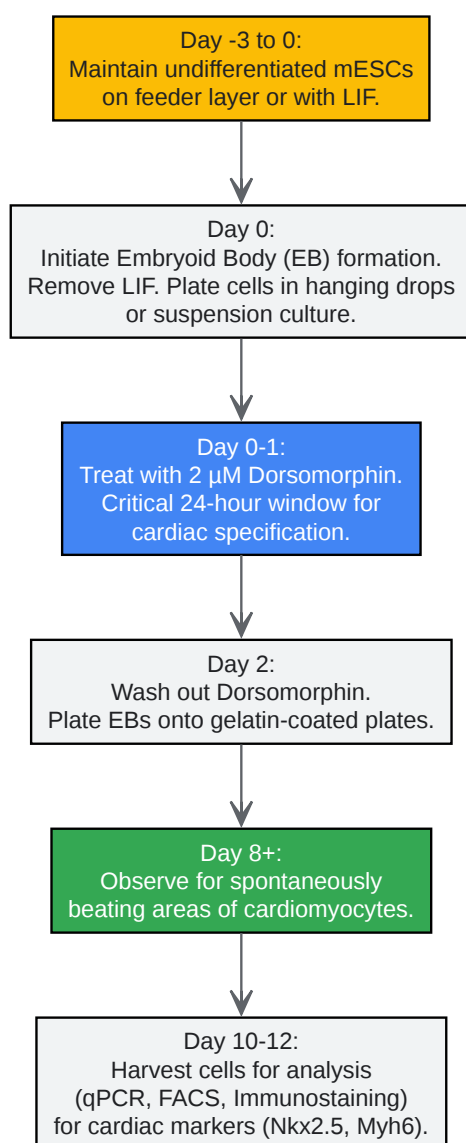 Day -3 to 0:
Maintain undifferentiated mESCs
on feeder layer or with LIF.
Day 0:
Initiate Embryoid Body (EB) formation.
Remove LIF. Plate cells in hanging drops
or suspension culture.
Day 0-1:
Treat with 2 µM Dorsomorphin.
Critical 24-hour window for
cardiac specification.
Day 2:
Wash out Dorsomorphin.
Plate EBs onto gelatin-coated plates.
Day 8+:
Observe for spontaneously
beating areas of cardiomyocytes.
Day 10-12:
Harvest cells for analysis
(qPCR, FACS, Immunostaining)
for cardiac markers (Nkx2.5, Myh6).